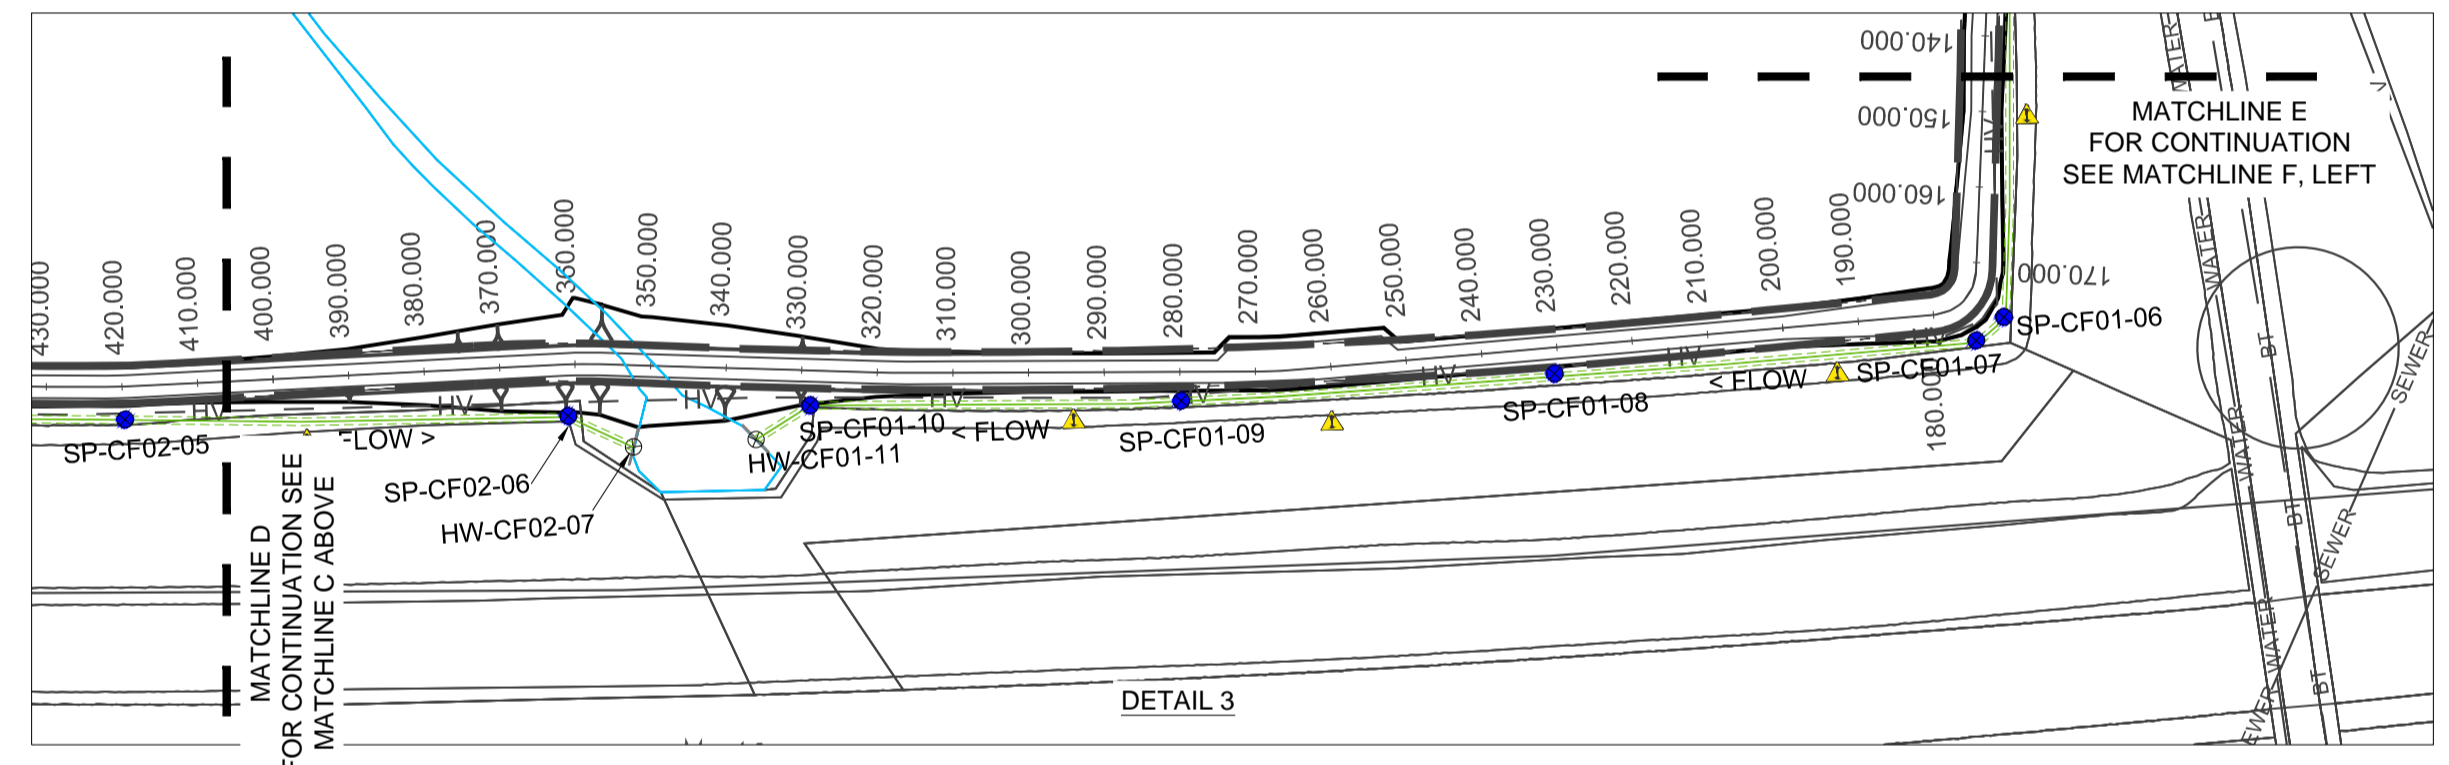 140.000
150.000
160.000
170.000
180.000
MATCHLINE E
FOR CONTINUATION
SEE MATCHLINE F, LEFT
430.000
420.000
410.000
400.000
390.000
380.000
370.000
360.000
350.000
340.000
330.000
320.000
310.000
300.000
290.000
280.000
270.000
260.000
250.000
240.000
230.000
220.000
210.000
200.000
190.000
SP-CF01-06
SP-CF01-07
< FLOW
SP-CF01-08
SP-CF01-09
< FLOW
SP-CF01-10
HW-CF01-11
SP-CF02-05
FLOW >
SP-CF02-06
HW-CF02-07
HV
HV
HV
HV
HV
HV
HV
HV
HV
MATCHLINE D
FOR CONTINUATION SEE
MATCHLINE C ABOVE
DETAIL 3
WATER
WATER
WATER
WATER
BT
BT
BT
SEWER
SEWER